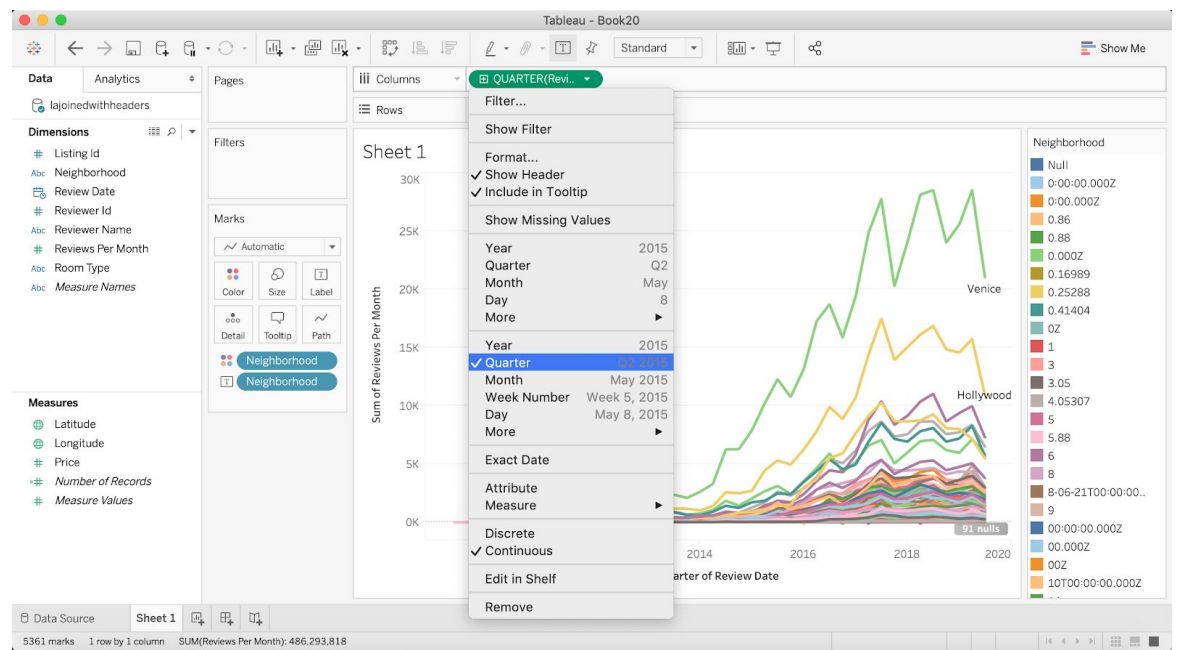 Tableau - Book20
Standard
Show Me
Data
Analytics
Pages
iii Columns
QUARTER(Revi..
lajoinedwithheaders
Rows
Dimensions
Listing Id
Abc Neighborhood
Review Date
Reviewer Id
Abc Reviewer Name
Reviews Per Month
Abc Room Type
Abc Measure Names
Measures
Latitude
Longitude
Price
Number of Records
Measure Values
Filters
Marks
Automatic
Color
Size
Label
Detail
Tooltip
Path
Neighborhood
Neighborhood
Filter...
Show Filter
Format...
✓ Show Header
✓ Include in Tooltip
Show Missing Values
Year 2015
Quarter Q2
Month May
Day 8
More
Year 2015
✓ Quarter Q2 2015
Month May 2015
Week Number Week 5, 2015
Day May 8, 2015
More
Exact Date
Attribute
Measure
Discrete
✓ Continuous
Edit in Shelf
Remove
Sheet 1
30K
25K
20K
15K
10K
5K
0K
Sum of Reviews Per Month
Venice
Hollywood
91 nulls
2014
2016
2018
2020
arter of Review Date
Neighborhood
Null
0:00:00.000Z
0:00.000Z
0.86
0.88
0.000Z
0.16989
0.25288
0.41404
0Z
1
3
3.05
4.05307
5
5.88
6
8
8-06-21T00:00:00..
9
00:00:00.000Z
00.000Z
00Z
10T00:00:00.000Z
Data Source
Sheet 1
5361 marks
1 row by 1 column
SUM(Reviews Per Month): 486,293,818